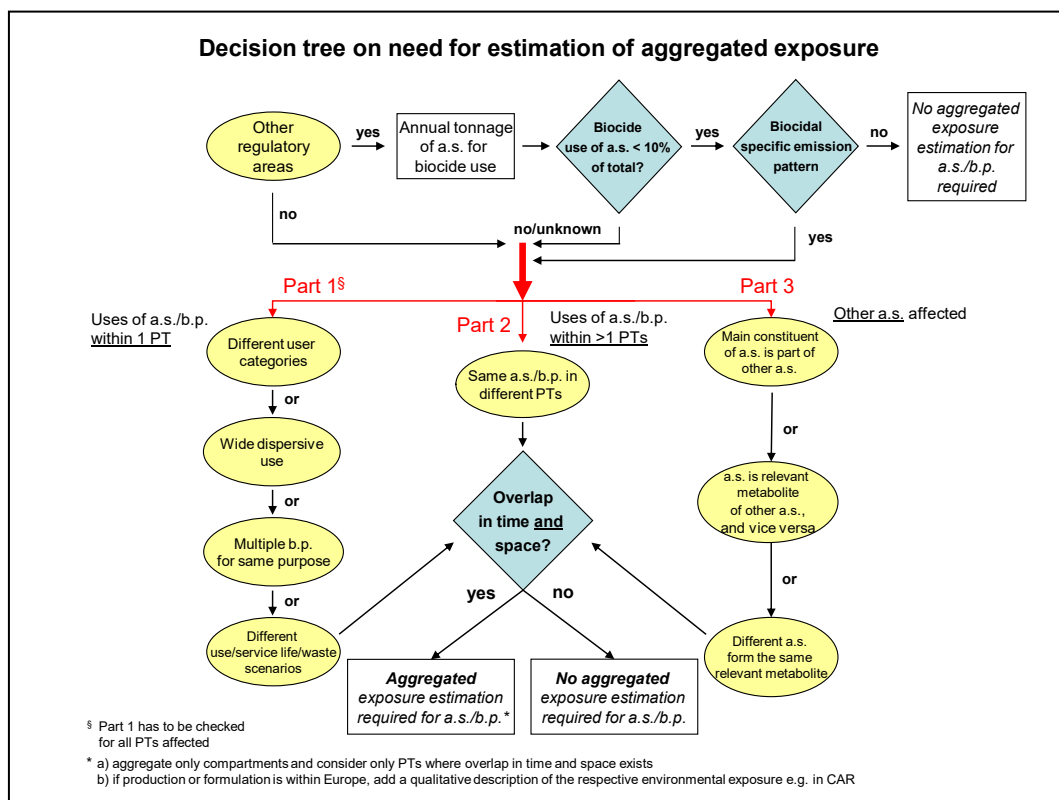 Decision tree on need for estimation of aggregated exposure
Other
regulatory
areas
yes
Annual tonnage
of a.s. for
biocide use
Biocide
use of a.s. < 10%
of total?
yes
Biocidal
specific emission
pattern
no
No aggregated
exposure
estimation for
a.s./b.p.
required
no
no/unknown
yes
Part 1§
Part 2
Part 3
Uses of a.s./b.p.
within 1 PT
Uses of a.s./b.p.
within >1 PTs
Other a.s. affected
Different user
categories
or
Wide dispersive
use
or
Multiple b.p.
for same purpose
or
Different
use/service life/waste
scenarios
Same a.s./b.p. in
different PTs
Overlap
in time and
space?
yes
no
Main constituent
of a.s. is part of
other a.s.
or
a.s. is relevant
metabolite
of other a.s.,
and vice versa
or
Different a.s.
form the same
relevant metabolite
Aggregated
exposure estimation
required for a.s./b.p.*
No aggregated
exposure estimation
required for a.s./b.p.
§ Part 1 has to be checked
for all PTs affected
* a) aggregate only compartments and consider only PTs where overlap in time and space exists
b) if production or formulation is within Europe, add a qualitative description of the respective environmental exposure e.g. in CAR